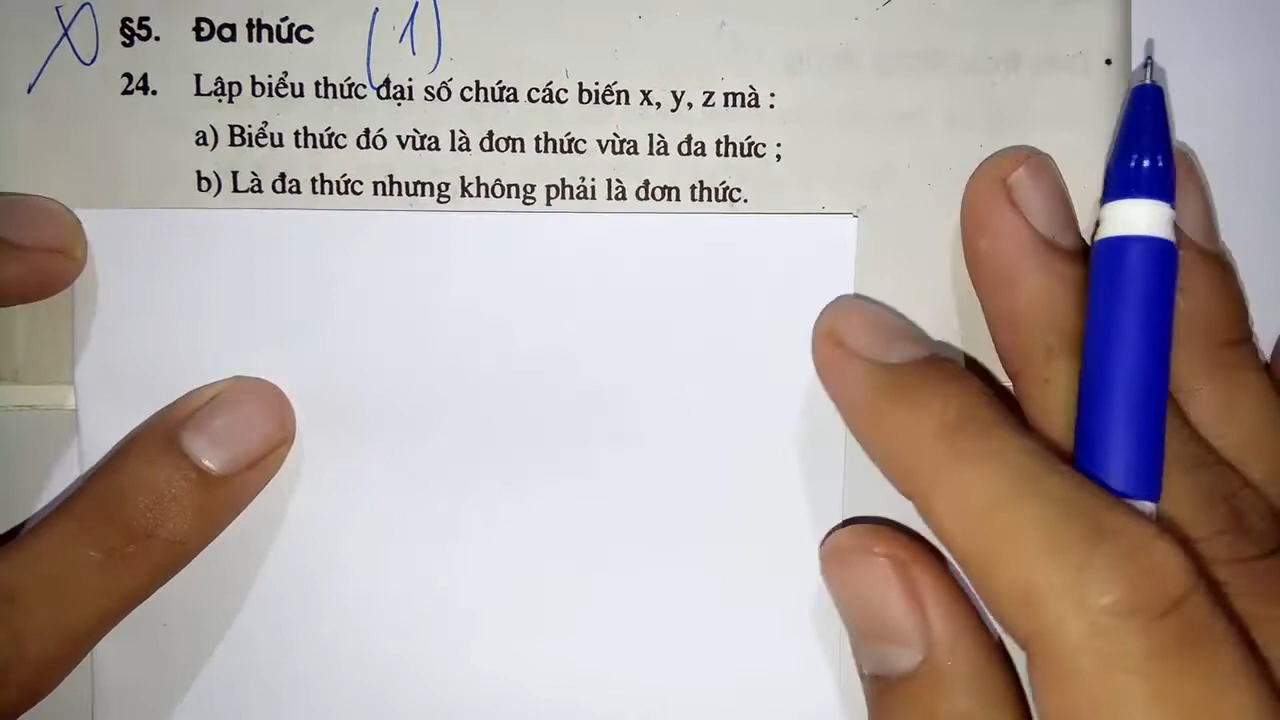 §5. Đa thức (1)
24. Lập biểu thức đại số chứa các biến x, y, z mà :
a) Biểu thức đó vừa là đơn thức vừa là đa thức ;
b) Là đa thức nhưng không phải là đơn thức.